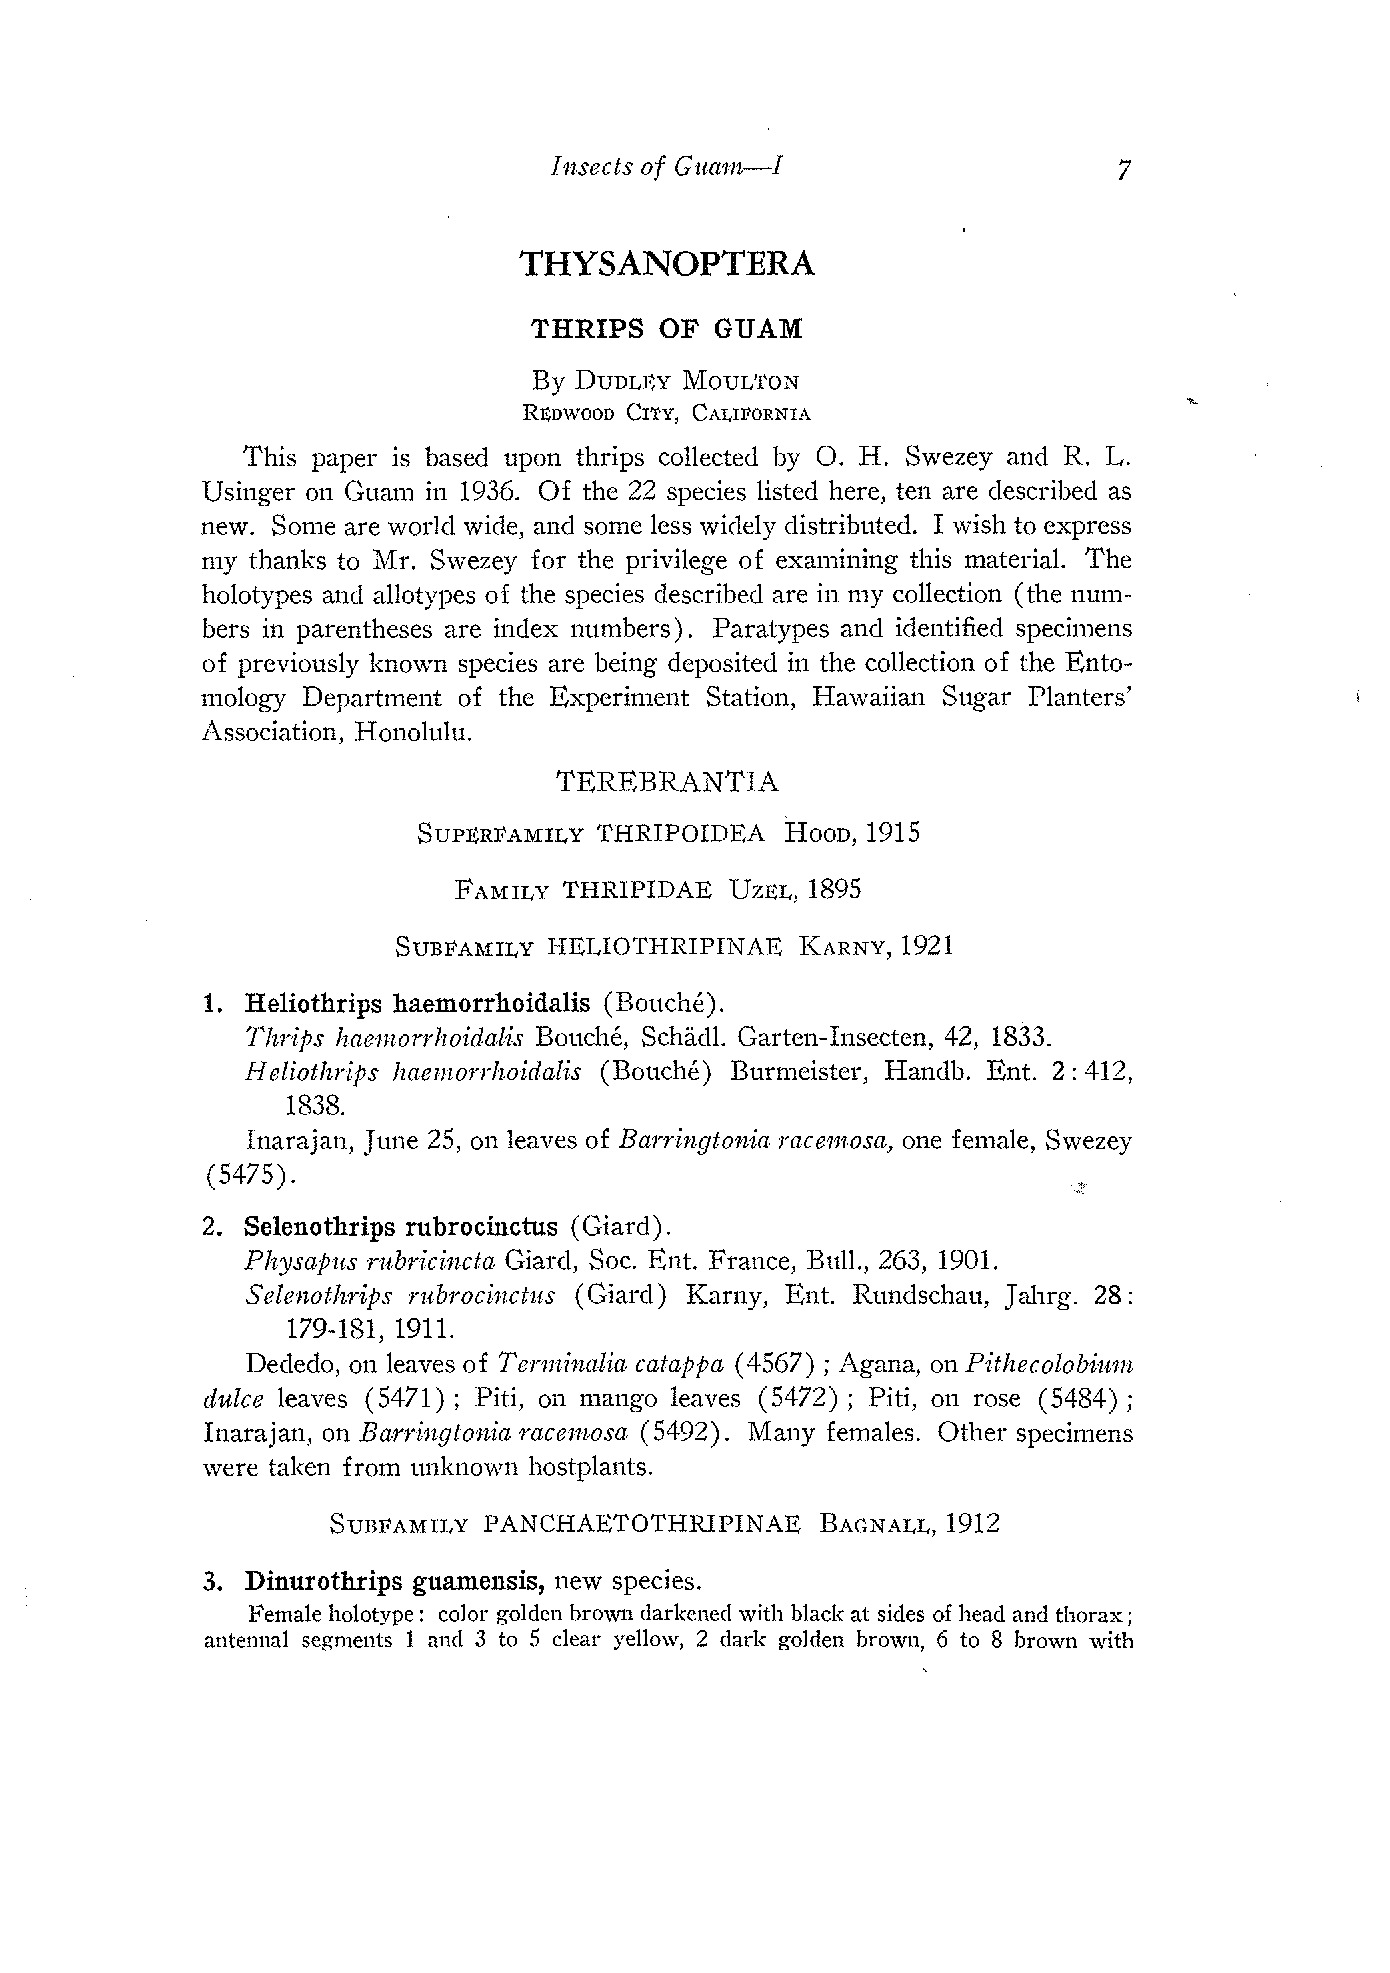 Insects of Guam—I 7
THYSANOPTERA
THRIPS OF GUAM
By DUDLEY MOULTON
REDWOOD CITY, CALIFORNIA
This paper is based upon thrips collected by O. H. Swezey and R. L.
Usinger on Guam in 1936. Of the 22 species listed here, ten are described as
new. Some are world wide, and some less widely distributed. I wish to express
my thanks to Mr. Swezey for the privilege of examining this material. The
holotypes and allotypes of the species described are in my collection (the num-
bers in parentheses are index numbers). Paratypes and identified specimens
of previously known species are being deposited in the collection of the Ento-
mology Department of the Experiment Station, Hawaiian Sugar Planters'
Association, Honolulu.
TEREBRANTIA
SUPERFAMILY THRIPOIDEA HOOD, 1915
FAMILY THRIPIDAE UZEL, 1895
SUBFAMILY HELIOTHRIPINAE KARNY, 1921
1. Heliothrips haemorrhoidalis (Bouché).
Thrips haemorrhoidalis Bouché, Schädl. Garten-Insecten, 42, 1833.
Heliothrips haemorrhoidalis (Bouché) Burmeister, Handb. Ent. 2:412,
1838.
Inarajan, June 25, on leaves of Barringtonia racemosa, one female, Swezey
(5475).
2. Selenothrips rubrocinctus (Giard).
Physapus rubricincta Giard, Soc. Ent. France, Bull., 263, 1901.
Selenothrips rubrocinctus (Giard) Karny, Ent. Rundschau, Jahrg. 28:
179-181, 1911.
Dededo, on leaves of Terminalia catappa (4567); Agana, on Pithecolobium
dulce leaves (5471); Piti, on mango leaves (5472); Piti, on rose (5484);
Inarajan, on Barringtonia racemosa (5492). Many females. Other specimens
were taken from unknown hostplants.
SUBFAMILY PANCHAETOTHRIPINAE BAGNALL, 1912
3. Dinurothrips guamensis, new species.
Female holotype: color golden brown darkened with black at sides of head and thorax;
antennal segments 1 and 3 to 5 clear yellow, 2 dark golden brown, 6 to 8 brown with